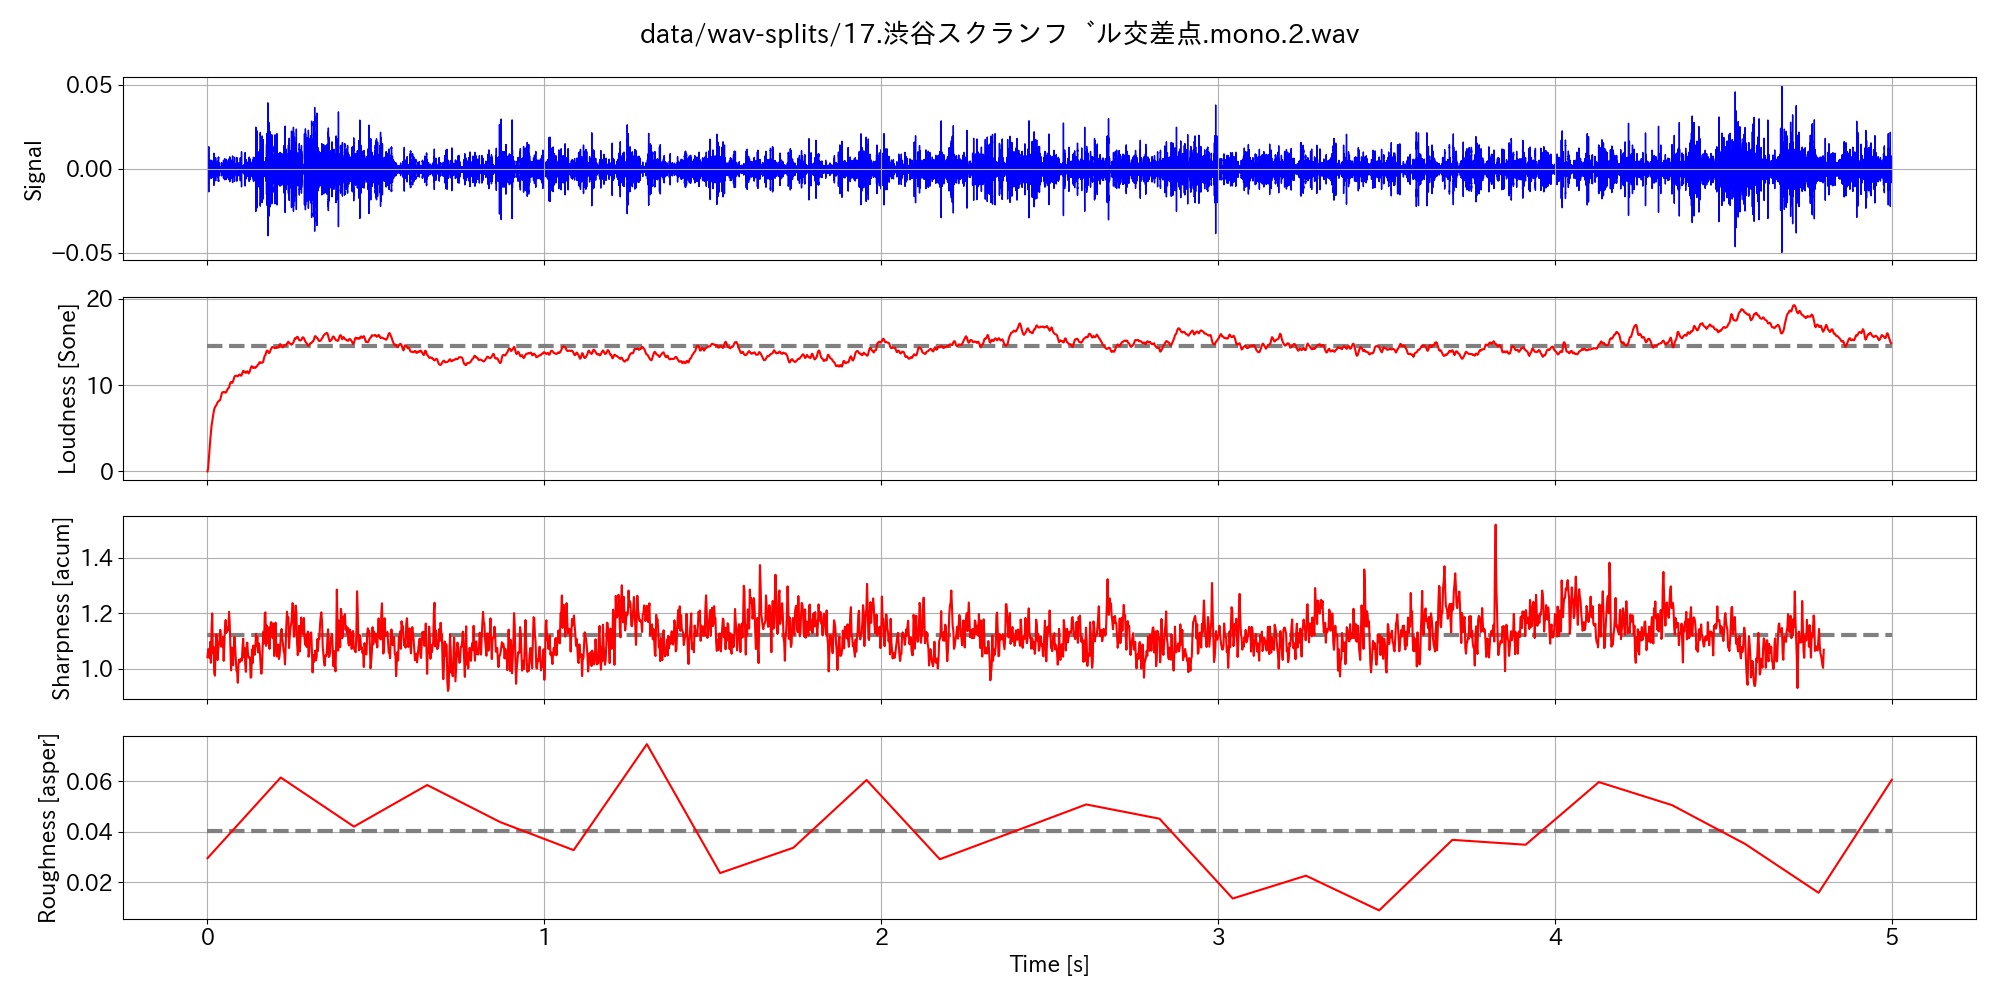 data/wav-splits/17.渋谷スクランブル交差点.mono.2.wav
0.05
0.00
−0.05
Signal
20
10
0
Loudness [Sone]
1.4
1.2
1.0
Sharpness [acum]
0.06
0.04
0.02
Roughness [asper]
0 1 2 3 4 5
Time [s]